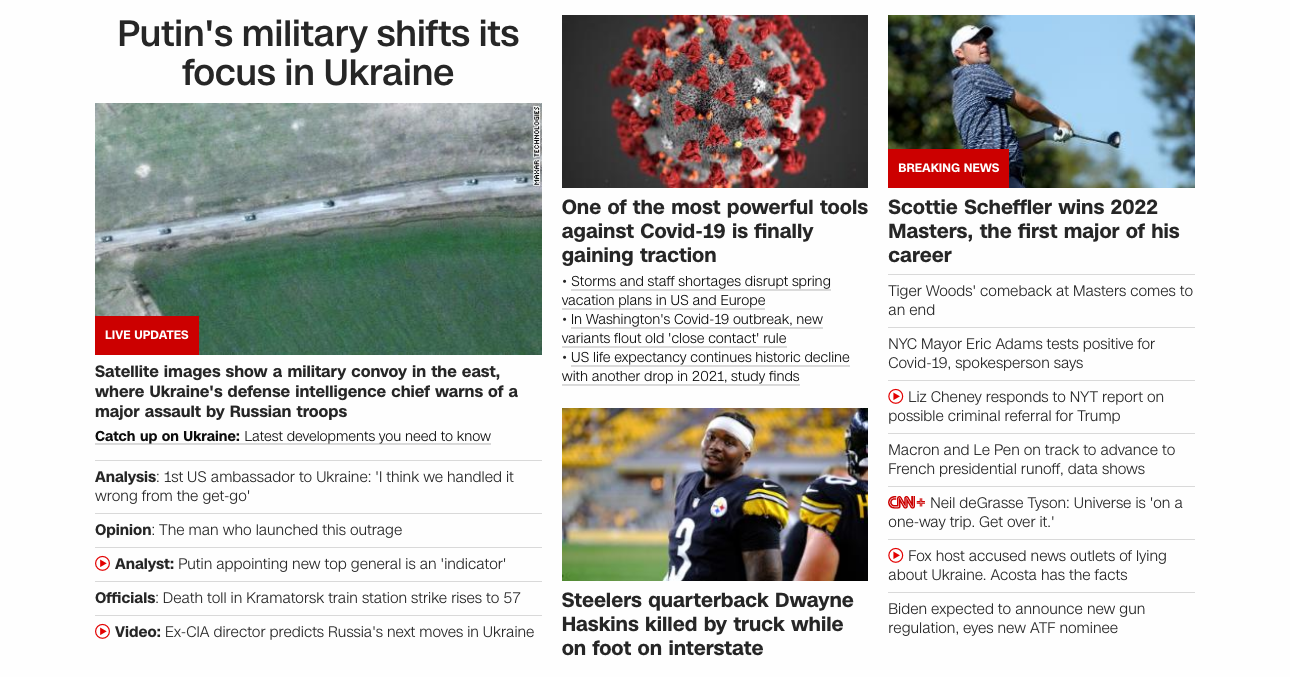 Putin's military shifts its
focus in Ukraine
MAXAR TECHNOLOGIES
LIVE UPDATES
Satellite images show a military convoy in the east,
where Ukraine's defense intelligence chief warns of a
major assault by Russian troops
Catch up on Ukraine: Latest developments you need to know
Analysis: 1st US ambassador to Ukraine: 'I think we handled it
wrong from the get-go'
Opinion: The man who launched this outrage
Analyst: Putin appointing new top general is an 'indicator'
Officials: Death toll in Kramatorsk train station strike rises to 57
Video: Ex-CIA director predicts Russia's next moves in Ukraine
One of the most powerful tools
against Covid-19 is finally
gaining traction
• Storms and staff shortages disrupt spring
vacation plans in US and Europe
• In Washington's Covid-19 outbreak, new
variants flout old 'close contact' rule
• US life expectancy continues historic decline
with another drop in 2021, study finds
3
Steelers quarterback Dwayne
Haskins killed by truck while
on foot on interstate
BREAKING NEWS
Scottie Scheffler wins 2022
Masters, the first major of his
career
Tiger Woods' comeback at Masters comes to
an end
NYC Mayor Eric Adams tests positive for
Covid-19, spokesperson says
Liz Cheney responds to NYT report on
possible criminal referral for Trump
Macron and Le Pen on track to advance to
French presidential runoff, data shows
CNN+ Neil deGrasse Tyson: Universe is 'on a
one-way trip. Get over it.'
Fox host accused news outlets of lying
about Ukraine. Acosta has the facts
Biden expected to announce new gun
regulation, eyes new ATF nominee